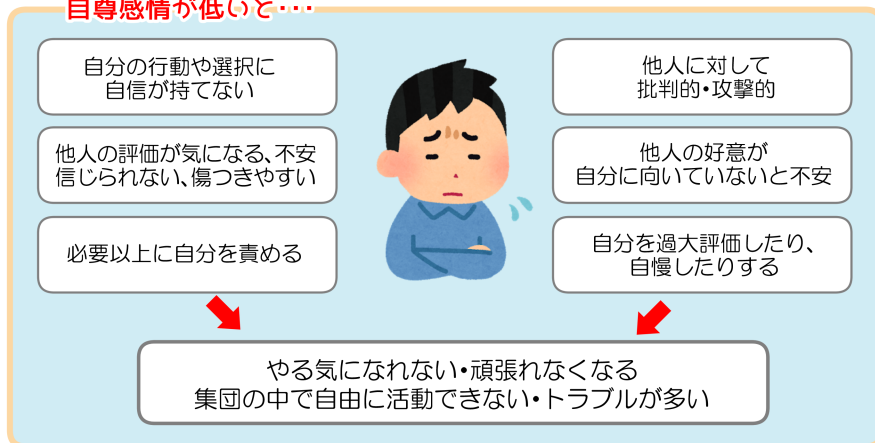 自尊感情が低いと･･･
自分の行動や選択に
自信が持てない
他人の評価が気になる、不安
信じられない、傷つきやすい
必要以上に自分を責める
他人に対して
批判的・攻撃的
他人の好意が
自分に向いていないと不安
自分を過大評価したり、
自慢したりする
やる気になれない・頑張れなくなる
集団の中で自由に活動できない・トラブルが多い